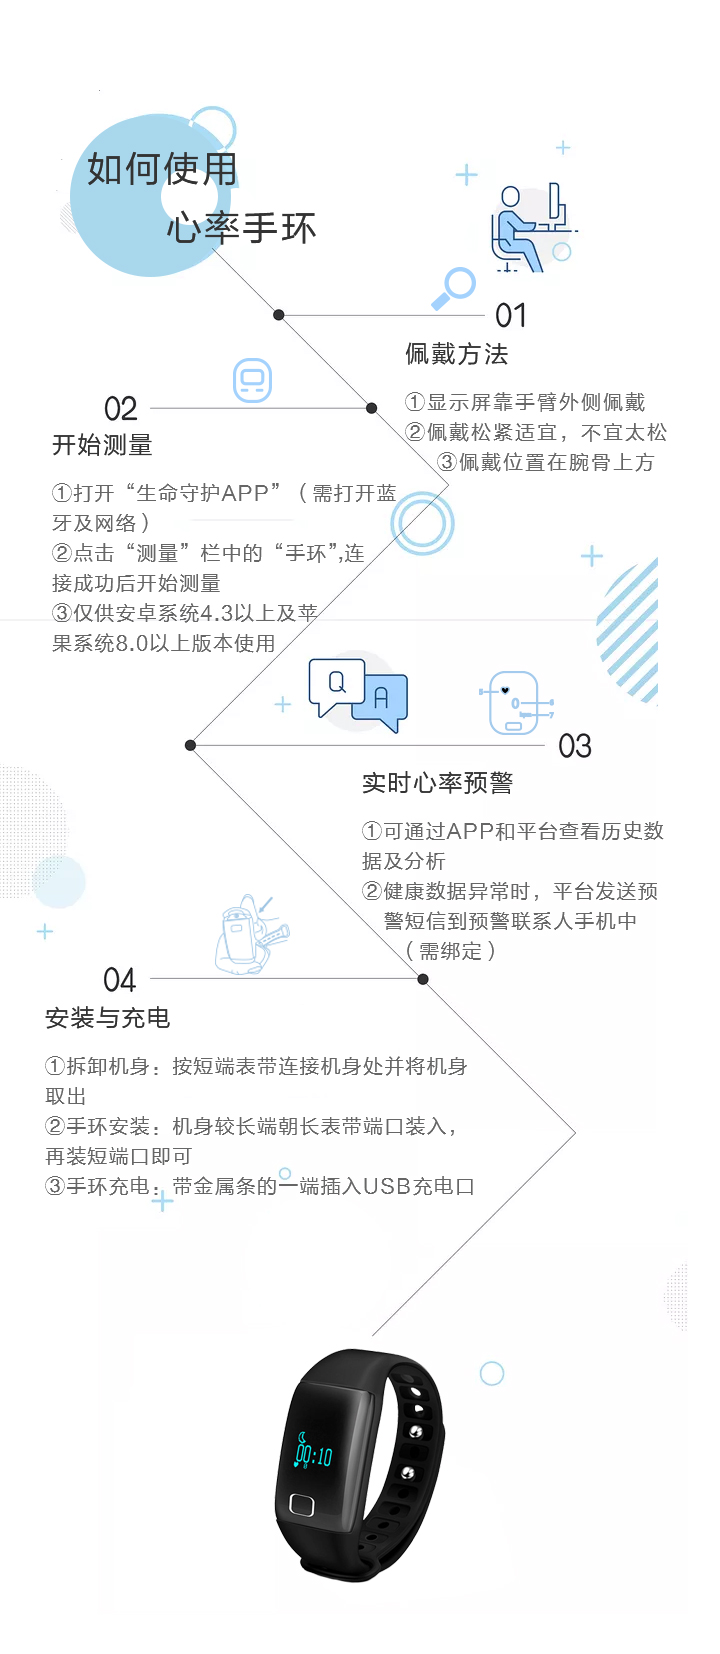 如何使用
心率手环
01
佩戴方法
①显示屏靠手臂外侧佩戴
②佩戴松紧适宜，不宜太松
③佩戴位置在腕骨上方
02
开始测量
①打开“生命守护APP”（需打开蓝
牙及网络）
②点击“测量”栏中的“手环”,连
接成功后开始测量
③仅供安卓系统4.3以上及苹
果系统8.0以上版本使用
Q
A
03
实时心率预警
①可通过APP和平台查看历史数
据及分析
②健康数据异常时，平台发送预
警短信到预警联系人手机中
（需绑定）
04
安装与充电
①拆卸机身：按短端表带连接机身处并将机身
取出
②手环安装：机身较长端朝长表带端口装入，
再装短端口即可
③手环充电：带金属条的一端插入USB充电口
00:10